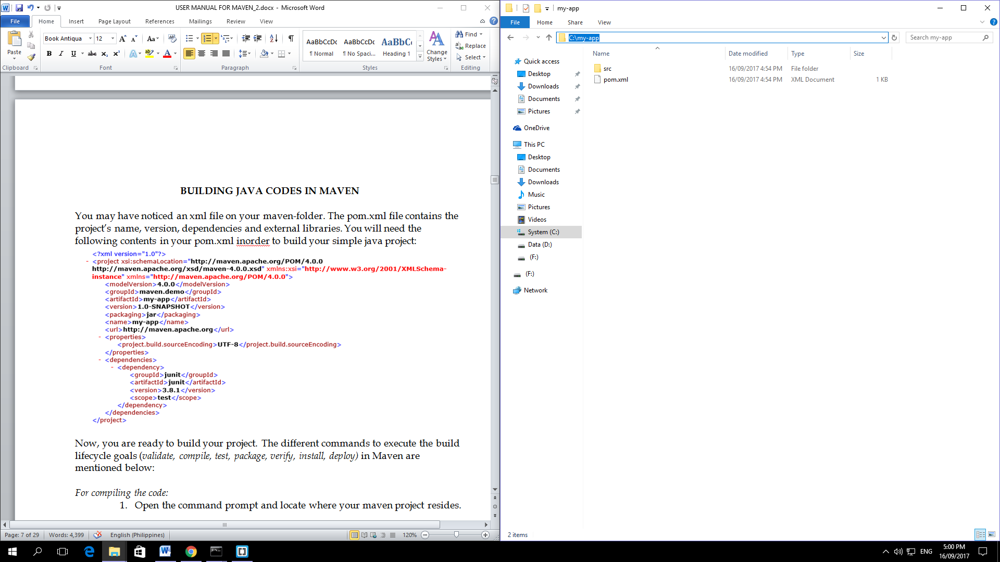 USER MANUAL FOR MAVEN_2.docx - Microsoft Word
File
Home
Insert
Page Layout
References
Mailings
Review
View
Paste
Clipboard
Book Antiqua
12
Font
Paragraph
AaBbCcDc
¶ Normal
AaBbCcDc
¶ No Spaci...
AaBbC
Heading 1
Change
Styles
Styles
Find
Replace
Select
Editing
BUILDING JAVA CODES IN MAVEN
You may have noticed an xml file on your maven-folder. The pom.xml file contains the
project's name, version, dependencies and external libraries. You will need the
following contents in your pom.xml inorder to build your simple java project:
<?xml version="1.0"?>
- <project xsi:schemaLocation="http://maven.apache.org/POM/4.0.0
http://maven.apache.org/xsd/maven-4.0.0.xsd" xmlns:xsi="http://www.w3.org/2001/XMLSchema-
instance" xmlns="http://maven.apache.org/POM/4.0.0">
<modelVersion>4.0.0</modelVersion>
<groupId>maven.demo</groupId>
<artifactId>my-app</artifactId>
<version>1.0-SNAPSHOT</version>
<packaging>jar</packaging>
<name>my-app</name>
<url>http://maven.apache.org</url>
- <properties>
<project.build.sourceEncoding>UTF-8</project.build.sourceEncoding>
</properties>
- <dependencies>
- <dependency>
<groupId>junit</groupId>
<artifactId>junit</artifactId>
<version>3.8.1</version>
<scope>test</scope>
</dependency>
</dependencies>
</project>
Now, you are ready to build your project. The different commands to execute the build
lifecycle goals (validate, compile, test, package, verify, install, deploy) in Maven are
mentioned below:
For compiling the code:
1. Open the command prompt and locate where your maven project resides.
Page: 7 of 29
Words: 4,399
English (Philippines)
120%
my-app
File
Home
Share
View
C:\my-app
Search my-app
Name
Date modified
Type
Size
src
16/09/2017 4:54 PM
File folder
pom.xml
16/09/2017 4:54 PM
XML Document
1 KB
Quick access
Desktop
Downloads
Documents
Pictures
OneDrive
This PC
Desktop
Documents
Downloads
Music
Pictures
Videos
System (C:)
Data (D:)
(F:)
(F:)
Network
2 items
ENG
5:00 PM
16/09/2017